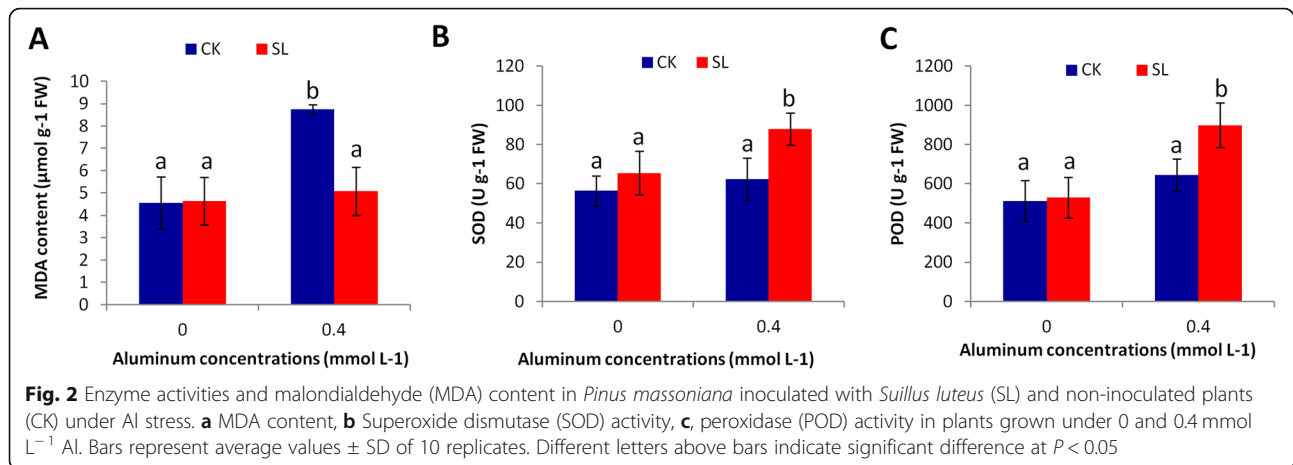 A
CK SL
MDA content (μmol g-1 FW)
10
9
8
7
6
5
4
3
2
1
0
a a b a
0 0.4
Aluminum concentrations (mmol L-1)
B
CK SL
SOD (U g-1 FW)
120
100
80
60
40
20
0
a a a b
0 0.4
Aluminum concentrations (mmol L-1)
C
CK SL
POD (U g-1 FW)
1200
1000
800
600
400
200
0
a a a b
0 0.4
Aluminum concentrations (mmol L-1)
Fig. 2 Enzyme activities and malondialdehyde (MDA) content in Pinus massoniana inoculated with Suillus luteus (SL) and non-inoculated plants
(CK) under Al stress. a MDA content, b Superoxide dismutase (SOD) activity, c, peroxidase (POD) activity in plants grown under 0 and 0.4 mmol
L⁻¹ Al. Bars represent average values ± SD of 10 replicates. Different letters above bars indicate significant difference at P < 0.05